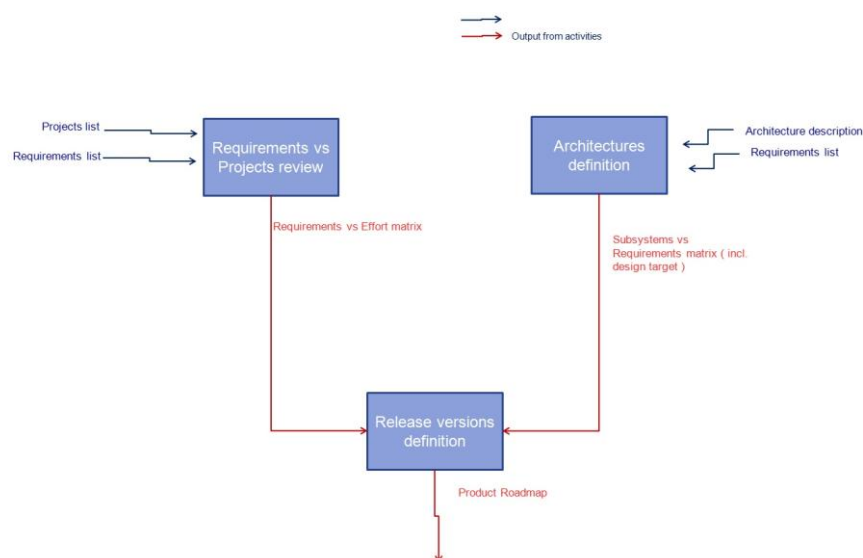 Output from activities
Projects list
Requirements list
Requirements vs
Projects review
Architectures
definition
Architecture description
Requirements list
Requirements vs Effort matrix
Subsystems vs
Requirements matrix ( incl.
design target )
Release versions
definition
Product Roadmap